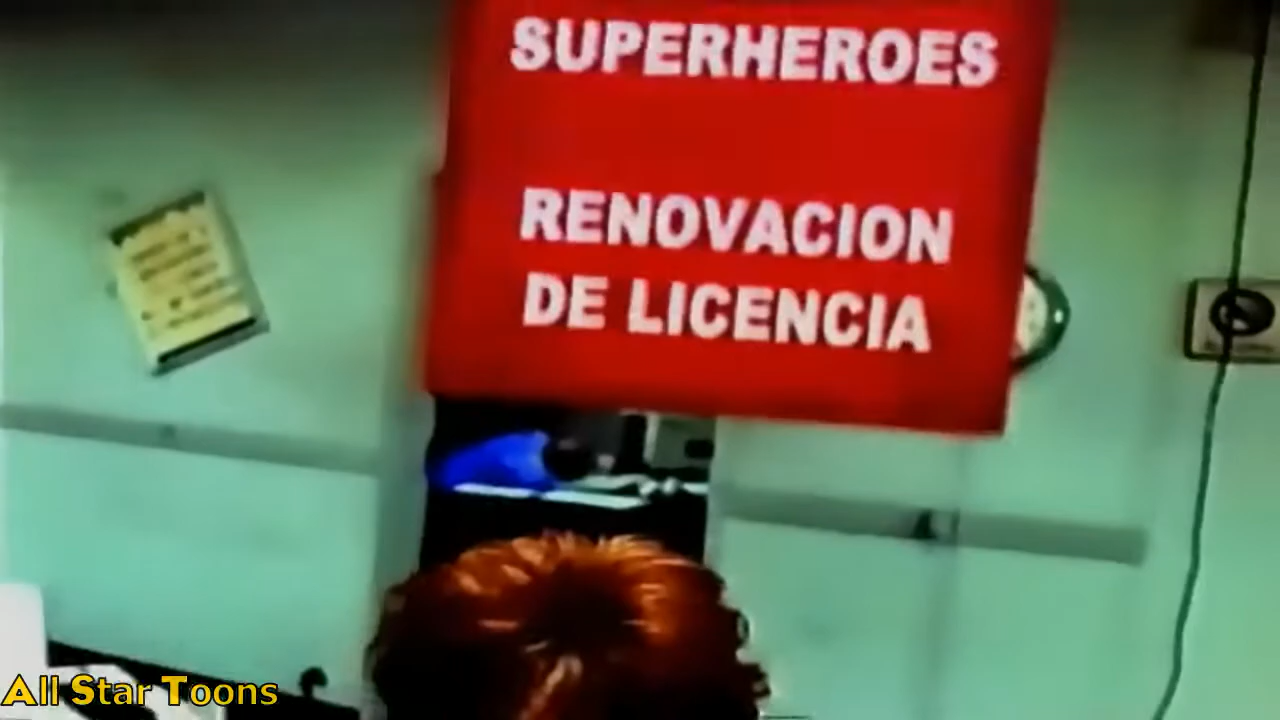 SUPERHEROES
RENOVACION
DE LICENCIA
All Star Toons